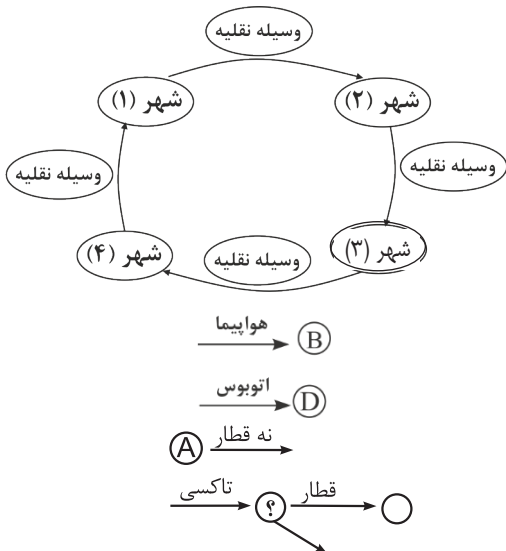 وسیله نقلیه
شهر (۱)
شهر (۲)
وسیله نقلیه
وسیله نقلیه
شهر (۴)
شهر (۳)
وسیله نقلیه
هواپیما B
اتوبوس D
A نه قطار
تاکسی ؟ قطار